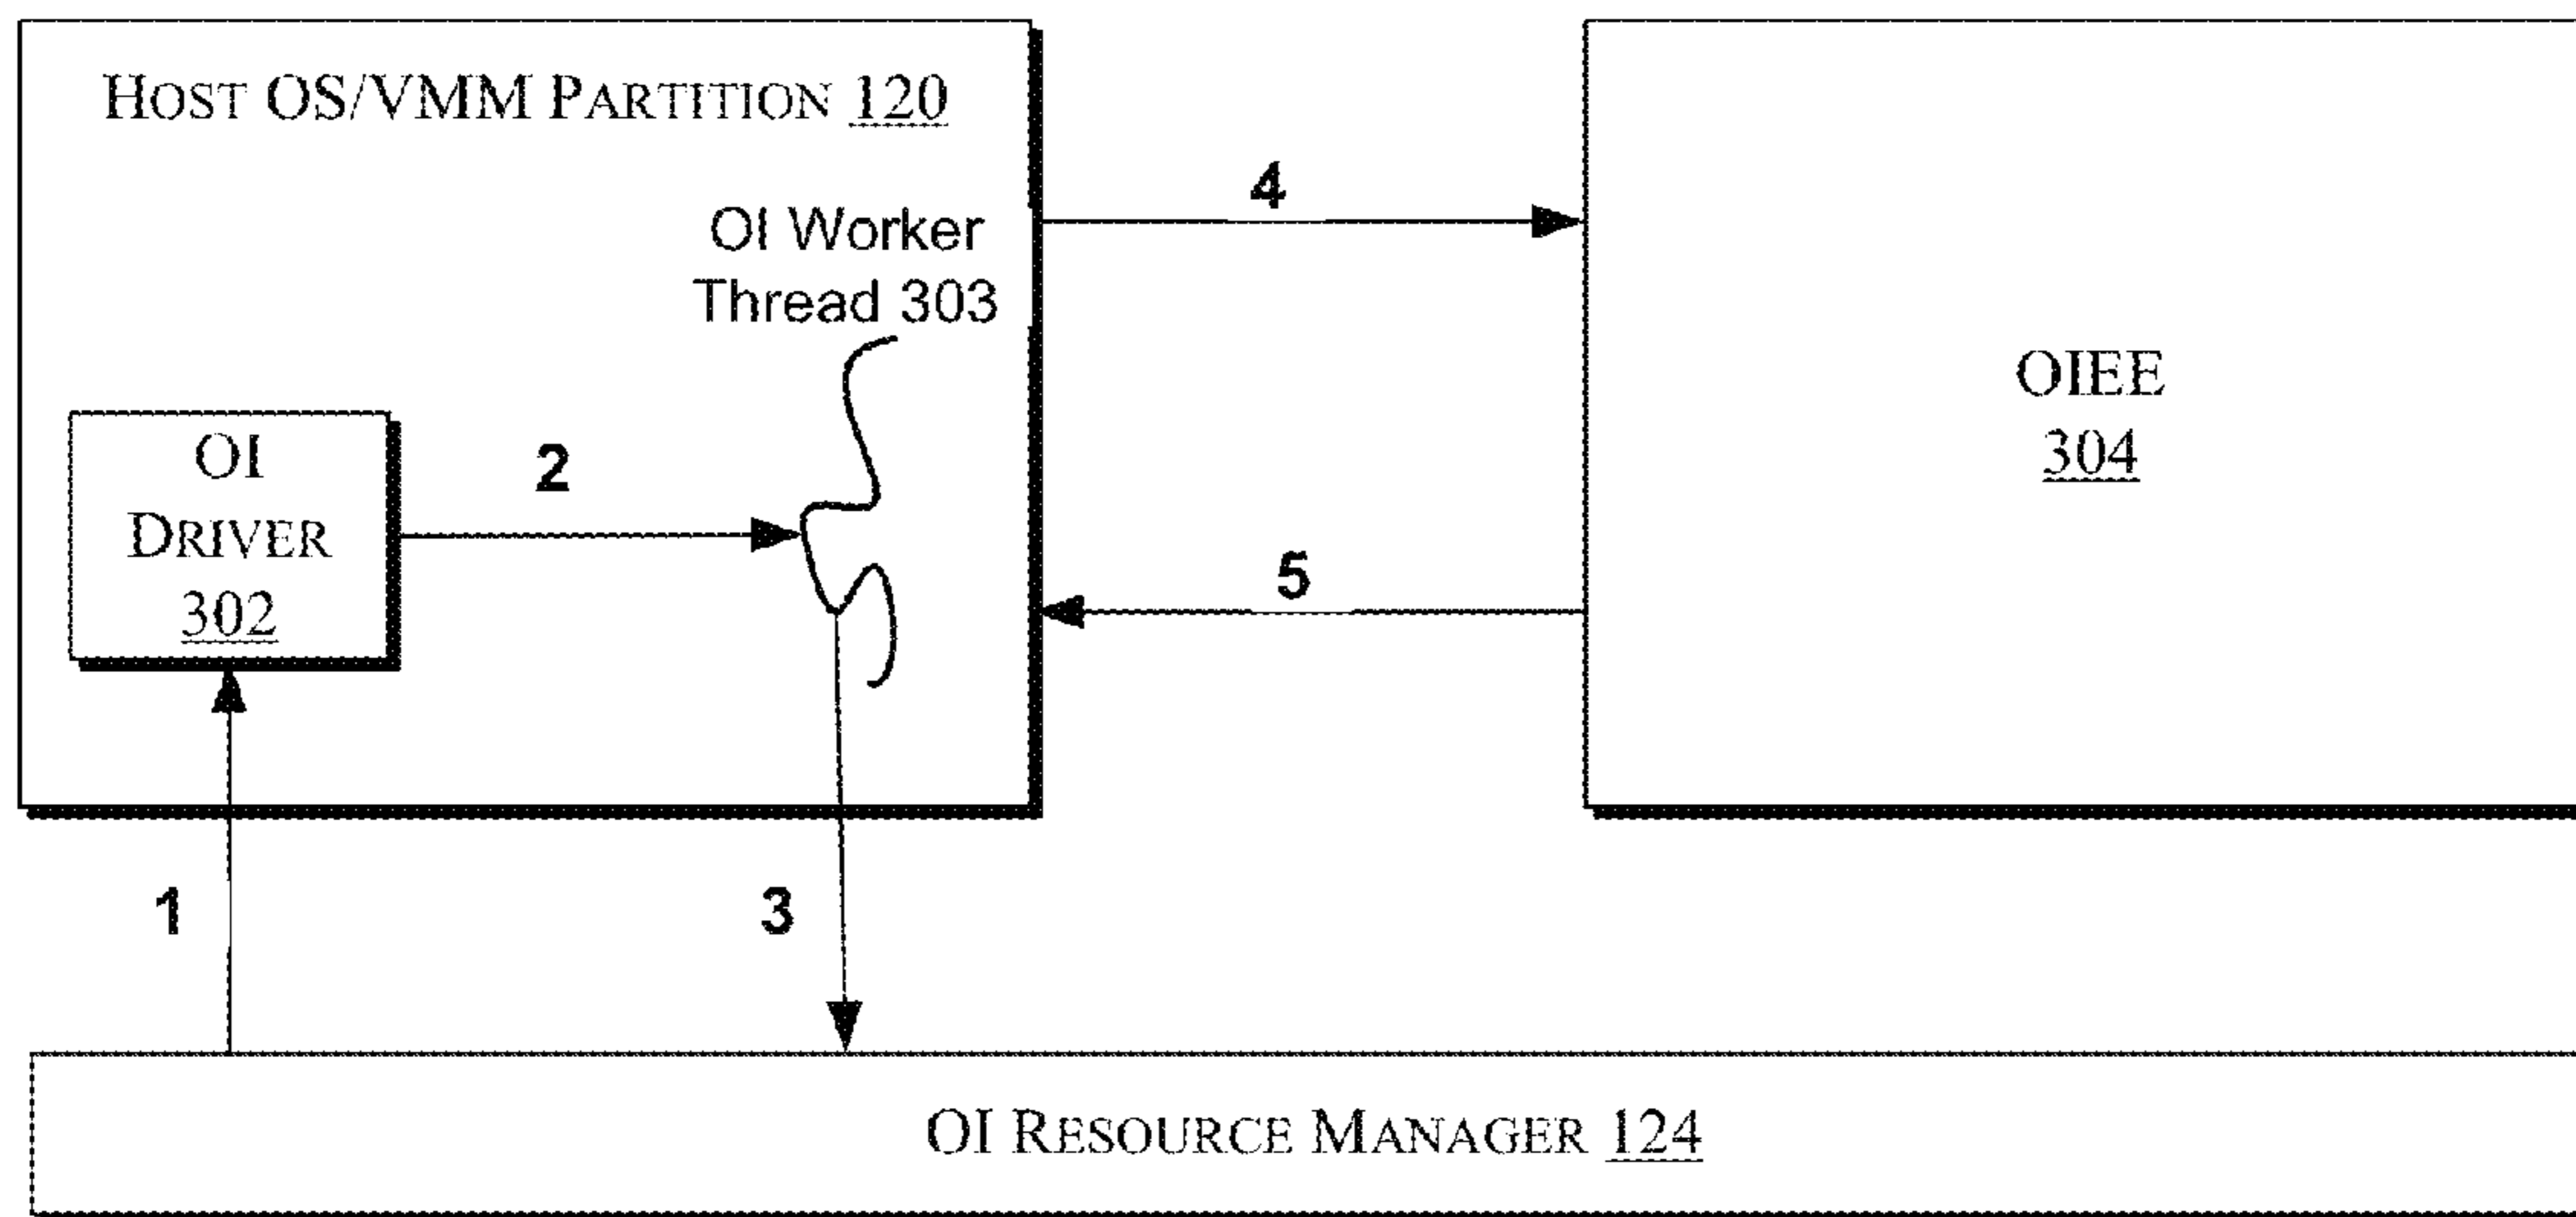 HOST OS/VMM PARTITION 120
OI Worker
Thread 303
4
OIEE
304
OI
DRIVER
302
2
5
1
3
OI RESOURCE MANAGER 124